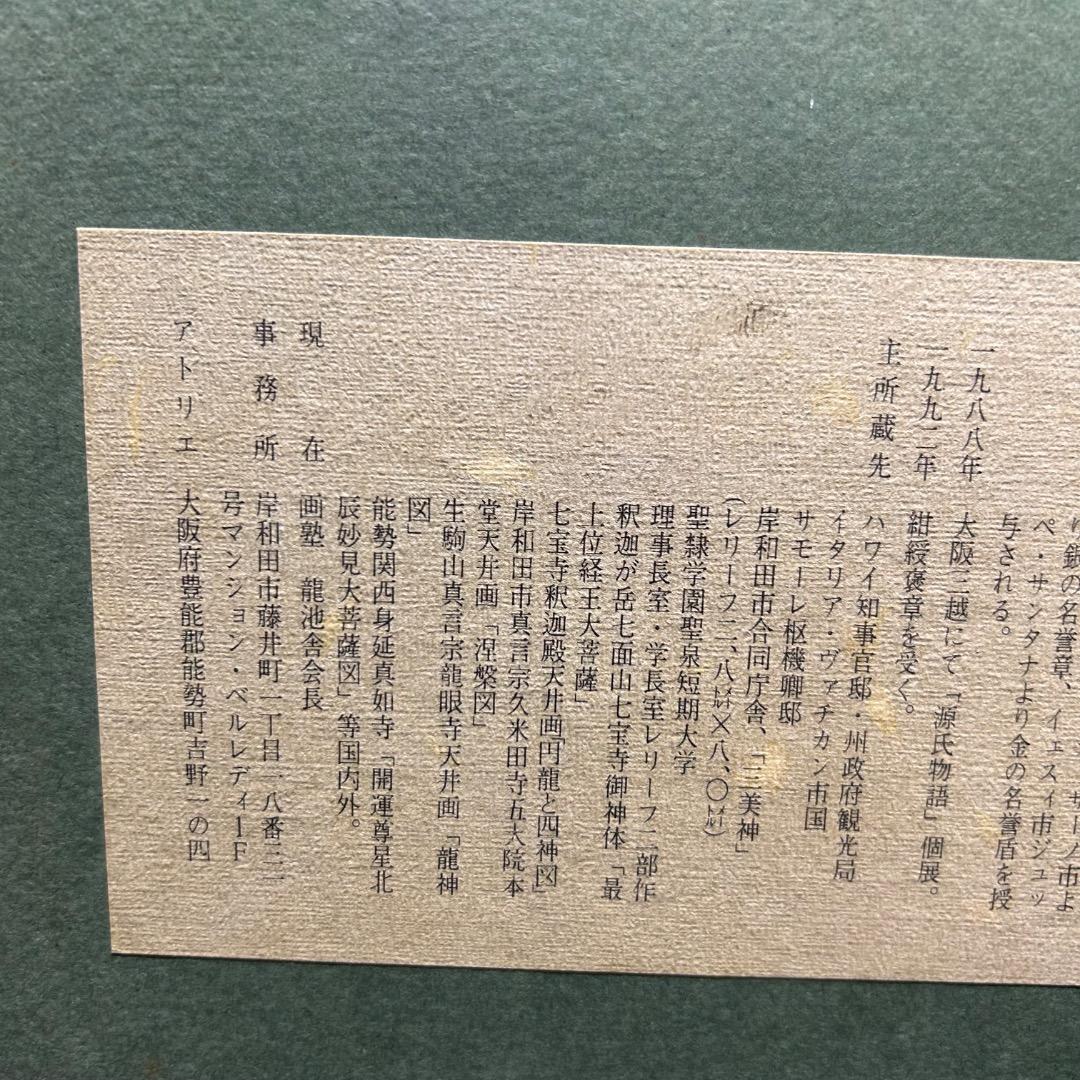 り銀の名誉章、イェスィ市ジュッ
ペ・サンタナより金の名誉盾を授
与される。
一九八八年 大阪三越にて「源氏物語」個展。
一九九二年 紺綬褒章を受く。
主所蔵先 ハワイ知事官邸・州政府観光局
イタリア・ヴァチカン市国
サモーレ枢機卿邸
岸和田市合同庁舎、「三美神」
(レリーフ二、八㍍×八、〇㍍)
聖隷学園聖泉短期大学
理事長室・学長室レリーフ二部作
釈迦が岳七面山七宝寺御神体「最
上位経王大菩薩」
七宝寺釈迦殿天井画「円龍と四神図」
岸和田市真言宗久米田寺五大院本
堂天井画「涅槃図」
生駒山真言宗龍眼寺天井画「龍神
図」
能勢関西身延真如寺「開運尊星北
辰妙見大菩薩図」等国内外。
現在 画塾 龍池舎会長
事務所 岸和田市藤井町一丁目一八番二二
号マンション・ベルレディ1F
アトリエ 大阪府豊能郡能勢町吉野一の四